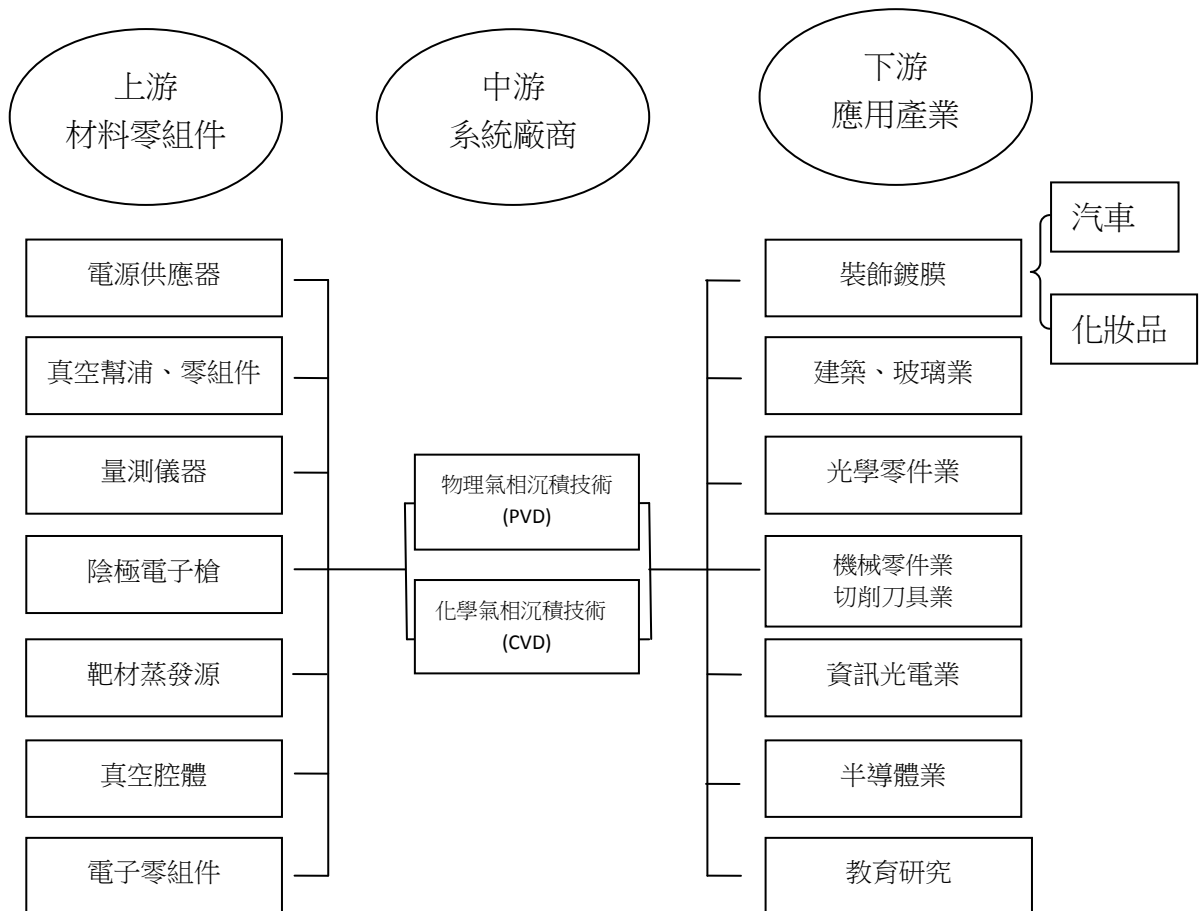 上游
材料零組件
中游
系統廠商
下游
應用產業
電源供應器
真空幫浦、零組件
量測儀器
陰極電子槍
靶材蒸發源
真空腔體
電子零組件
物理氣相沉積技術
(PVD)
化學氣相沉積技術
(CVD)
裝飾鍍膜
汽車
化妝品
建築、玻璃業
光學零件業
機械零件業
切削刀具業
資訊光電業
半導體業
教育研究